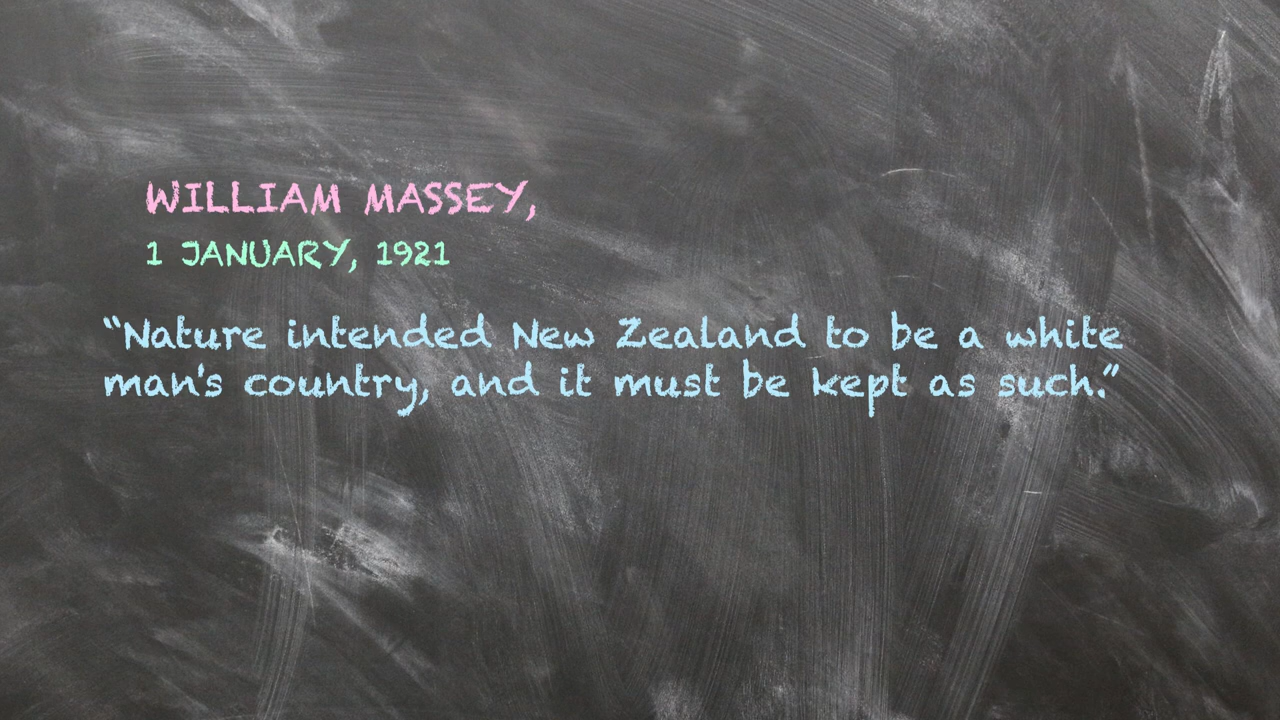 WILLIAM MASSEY,
1 JANUARY, 1921
“Nature intended New Zealand to be a white
man's country, and it must be kept as such.”